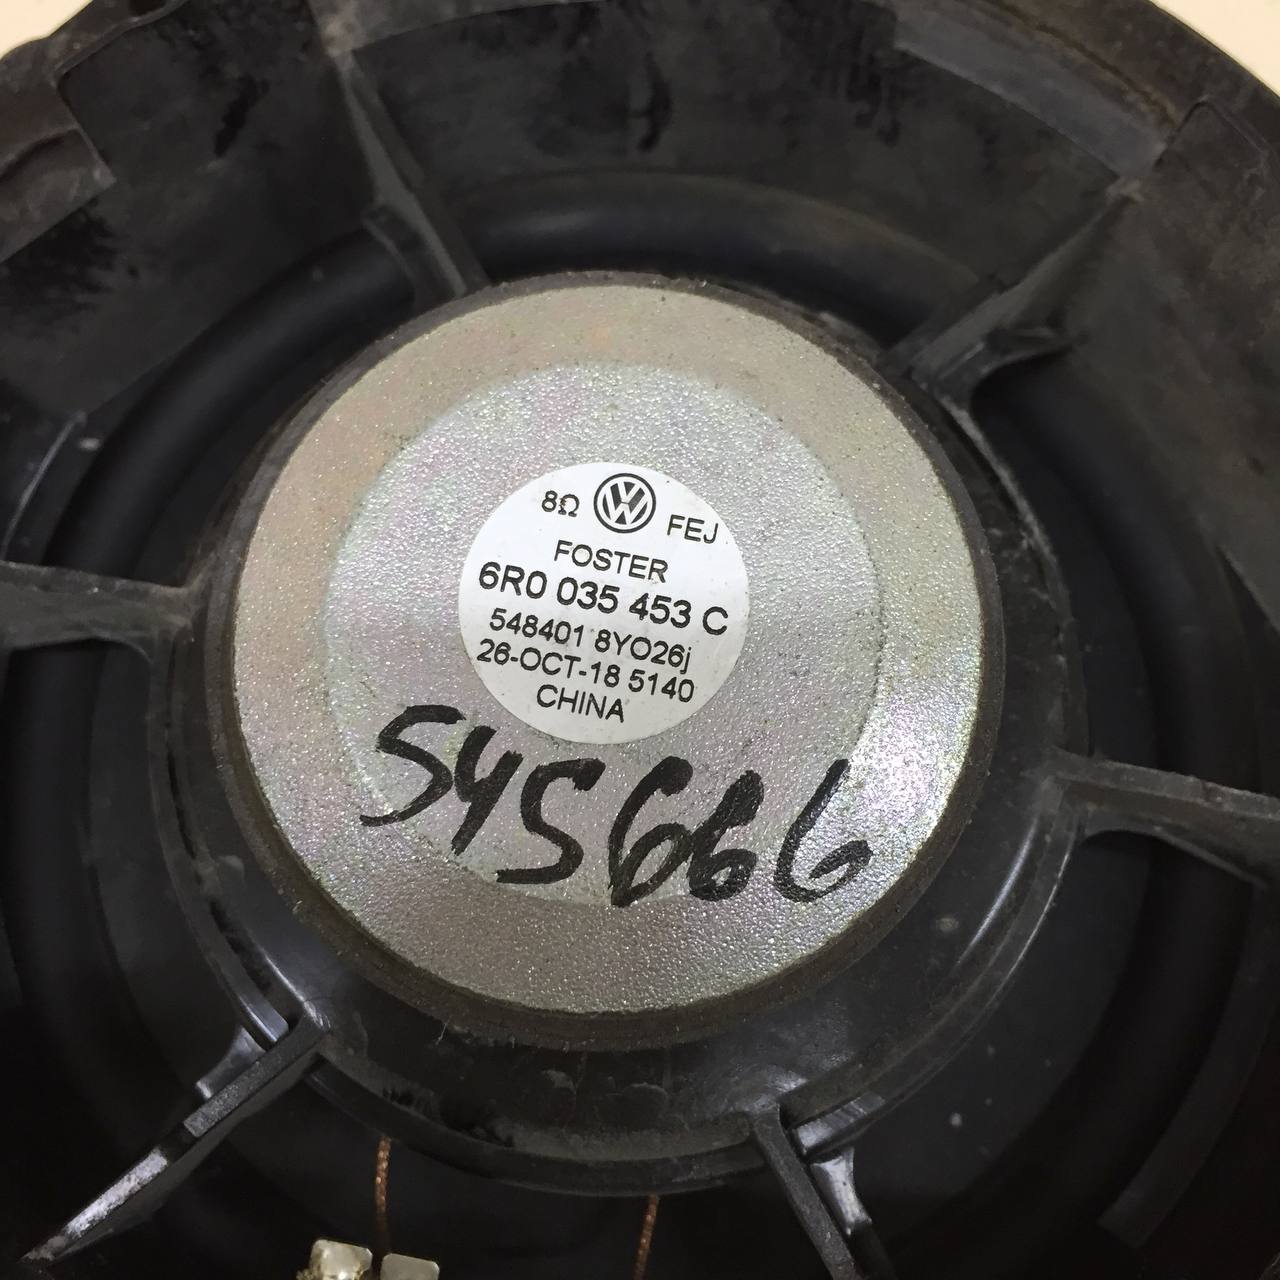 8Ω FEJ
FOSTER
6R0 035 453 C
548401 8YO26j
26-OCT-18 5140
CHINA
545666